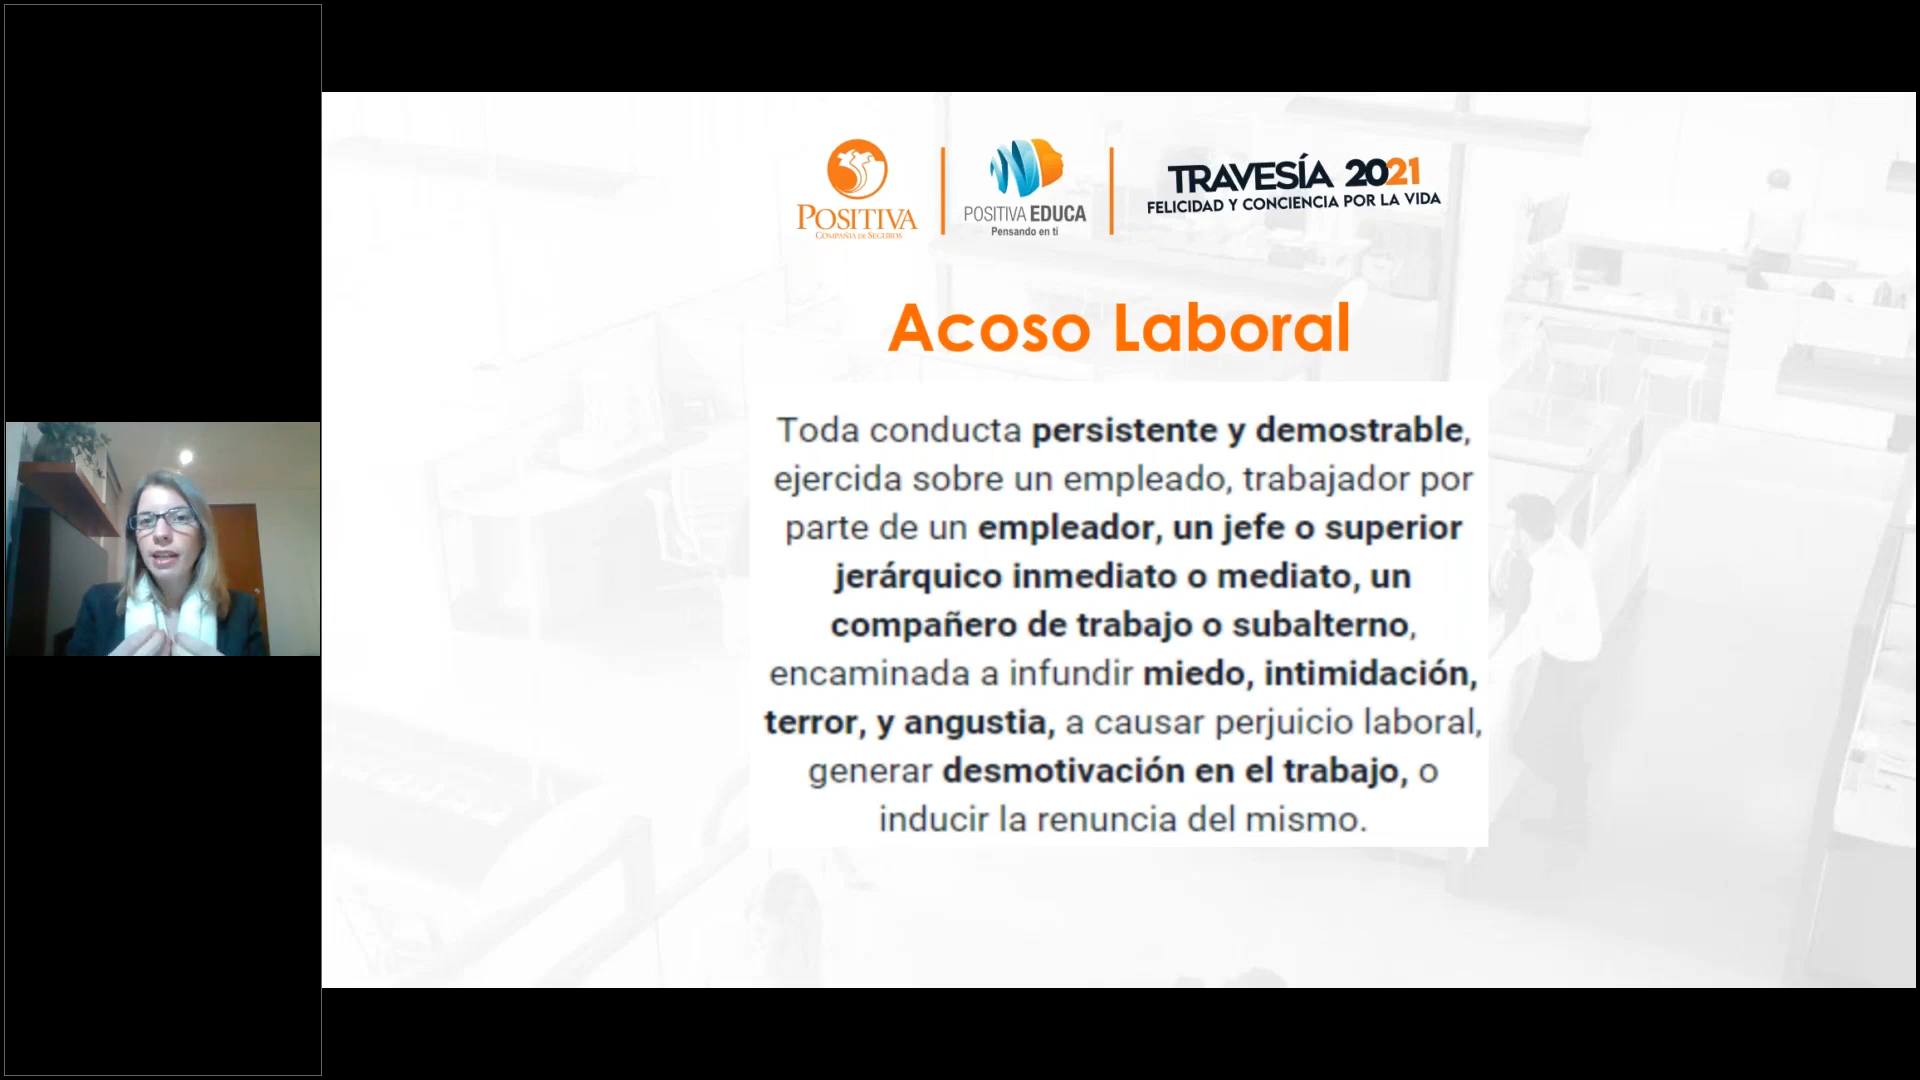 POSITIVA
COMPAÑÍA DE SEGUROS
POSITIVA EDUCA
Pensando en ti
TRAVESÍA 2021
FELICIDAD Y CONCIENCIA POR LA VIDA
Acoso Laboral
Toda conducta persistente y demostrable,
ejercida sobre un empleado, trabajador por
parte de un empleador, un jefe o superior
jerárquico inmediato o mediato, un
compañero de trabajo o subalterno,
encaminada a infundir miedo, intimidación,
terror, y angustia, a causar perjuicio laboral,
generar desmotivación en el trabajo, o
inducir la renuncia del mismo.